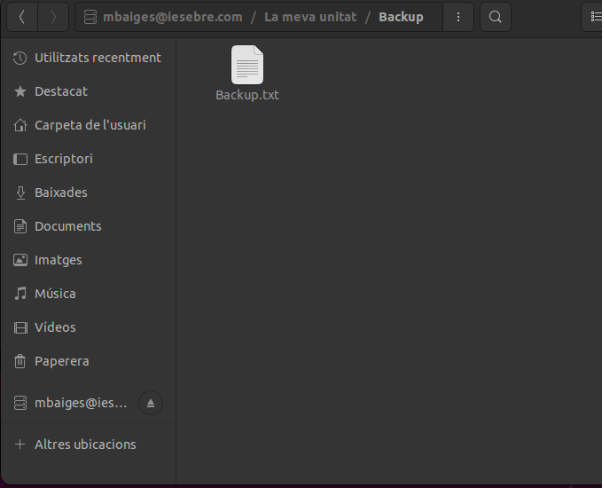 mbaiges@iesebre.com / La meva unitat / Backup
Utilitzats recentment
Destacat
Carpeta de l'usuari
Escriptori
Baixades
Documents
Imatges
Música
Vídeos
Paperera
mbaiges@ies...
Altres ubicacions
Backup.txt